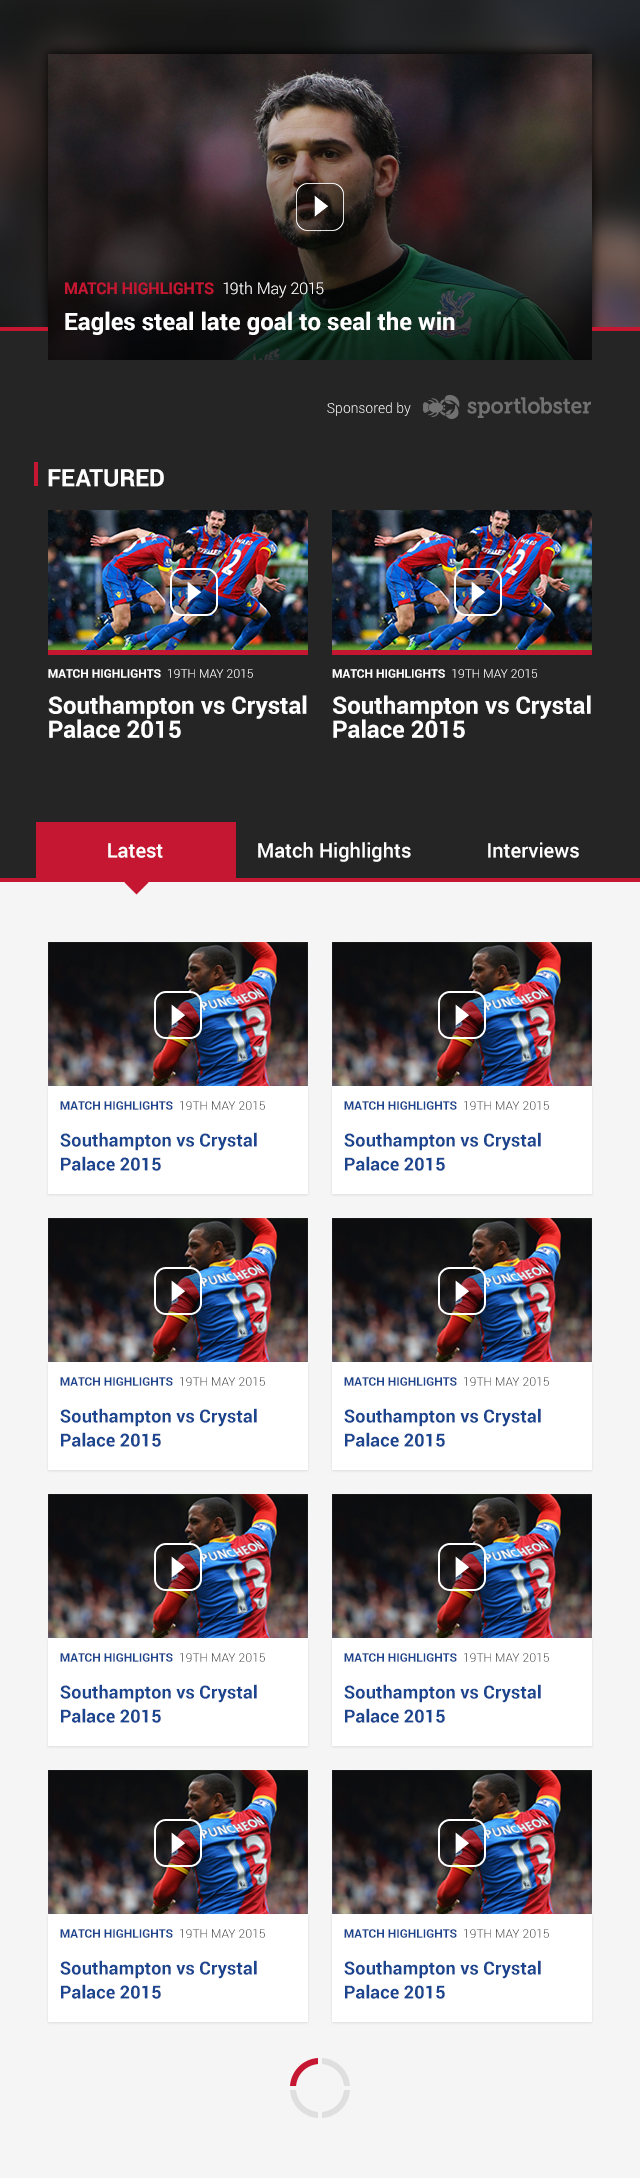 MATCH HIGHLIGHTS 19th May 2015
Eagles steal late goal to seal the win
Sponsored by sportlobster
FEATURED
2
2
MATCH HIGHLIGHTS 19TH MAY 2015
MATCH HIGHLIGHTS 19TH MAY 2015
Southampton vs Crystal
Palace 2015
Southampton vs Crystal
Palace 2015
Latest Match Highlights Interviews
PUNCHEON
13
PUNCHEON
13
MATCH HIGHLIGHTS 19TH MAY 2015
MATCH HIGHLIGHTS 19TH MAY 2015
Southampton vs Crystal
Palace 2015
Southampton vs Crystal
Palace 2015
PUNCHEON
13
PUNCHEON
13
MATCH HIGHLIGHTS 19TH MAY 2015
MATCH HIGHLIGHTS 19TH MAY 2015
Southampton vs Crystal
Palace 2015
Southampton vs Crystal
Palace 2015
PUNCHEON
13
PUNCHEON
13
MATCH HIGHLIGHTS 19TH MAY 2015
MATCH HIGHLIGHTS 19TH MAY 2015
Southampton vs Crystal
Palace 2015
Southampton vs Crystal
Palace 2015
PUNCHEON
13
PUNCHEON
13
MATCH HIGHLIGHTS 19TH MAY 2015
MATCH HIGHLIGHTS 19TH MAY 2015
Southampton vs Crystal
Palace 2015
Southampton vs Crystal
Palace 2015